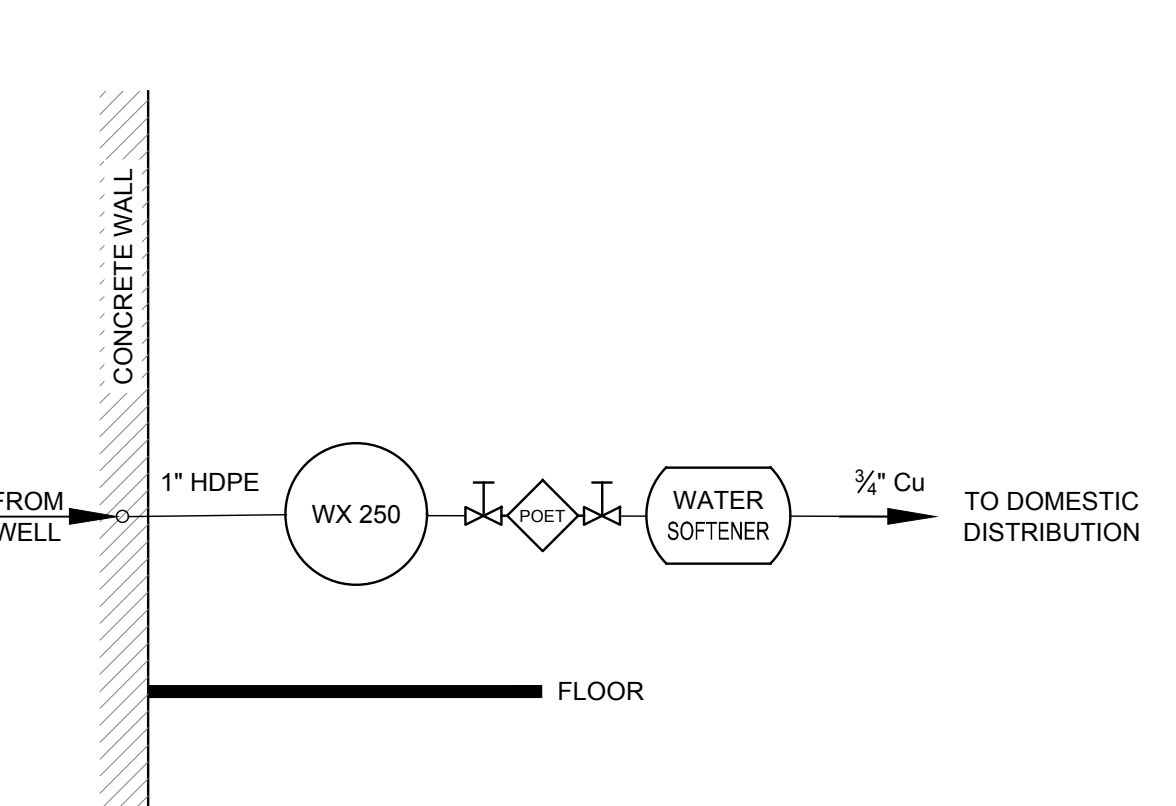 CONCRETE WALL
FROM
WELL
1" HDPE
WX 250
POET
WATER
SOFTENER
¾" Cu
TO DOMESTIC
DISTRIBUTION
FLOOR